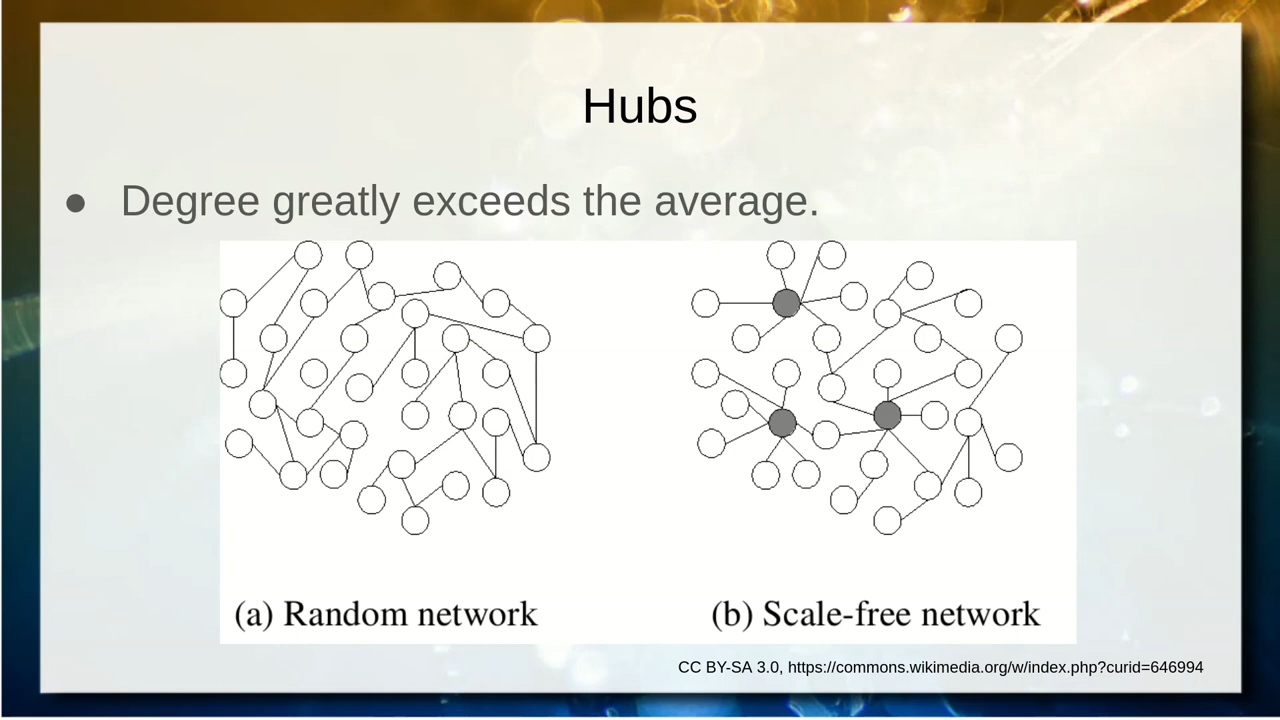 Hubs
● Degree greatly exceeds the average.
(a) Random network
(b) Scale-free network
CC BY-SA 3.0, https://commons.wikimedia.org/w/index.php?curid=646994